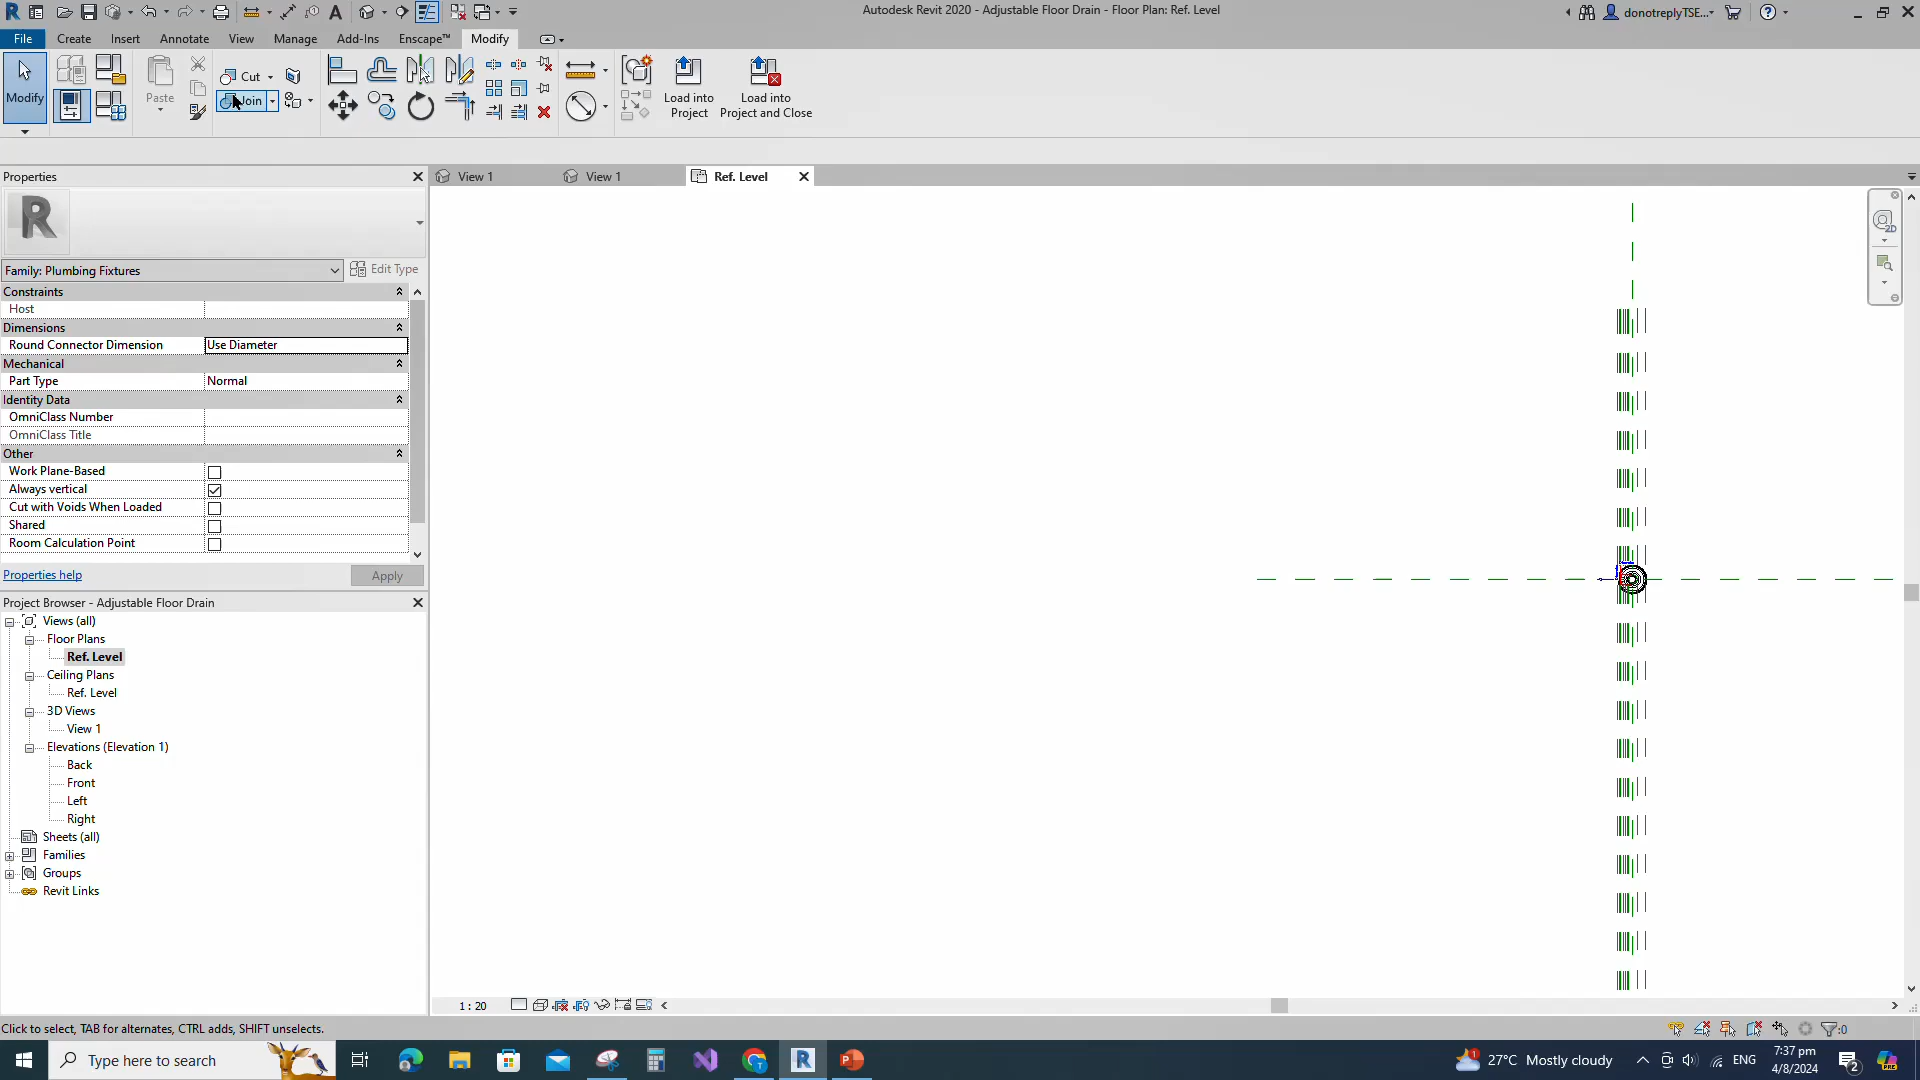 Autodesk Revit 2020 - Adjustable Floor Drain - Floor Plan: Ref. Level
donotreplyTSE...
File
Create
Insert
Annotate
View
Manage
Add-Ins
Enscape™
Modify
Modify
Paste
Cut
Join
Load into
Project
Load into
Project and Close
Properties
View 1
View 1
Ref. Level
R
Family: Plumbing Fixtures
Edit Type
Constraints
Host
Dimensions
Round Connector Dimension
Use Diameter
Mechanical
Part Type
Normal
Identity Data
OmniClass Number
OmniClass Title
Other
Work Plane-Based
Always vertical
Cut with Voids When Loaded
Shared
Room Calculation Point
Properties help
Apply
Project Browser - Adjustable Floor Drain
Views (all)
Floor Plans
Ref. Level
Ceiling Plans
Ref. Level
3D Views
View 1
Elevations (Elevation 1)
Back
Front
Left
Right
Sheets (all)
Families
Groups
Revit Links
2D
1 : 20
Click to select, TAB for alternates, CTRL adds, SHIFT unselects.
:0
Type here to search
27°C Mostly cloudy
ENG
7:37 pm
4/8/2024
2